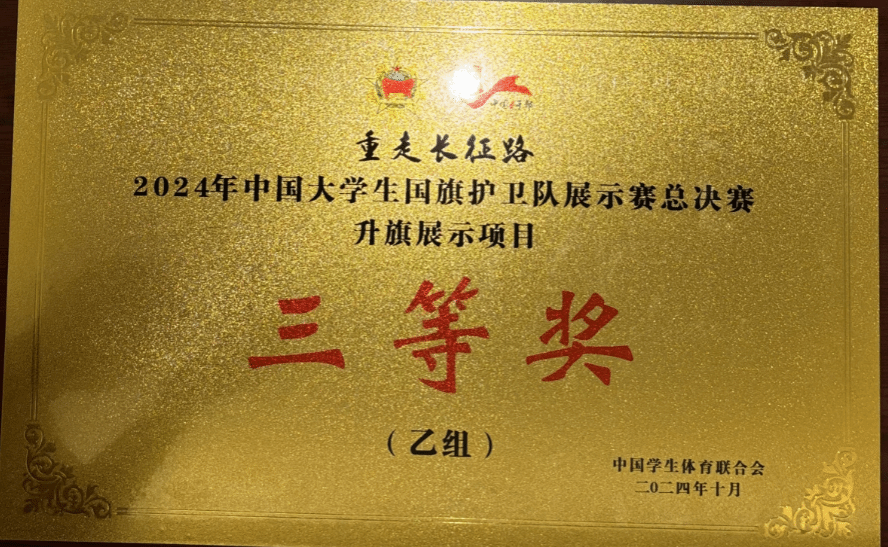 重走长征路
2024年中国大学生国旗护卫队展示赛总决赛
升旗展示项目
三等奖
（乙组）
中国学生体育联合会
二〇二四年十月